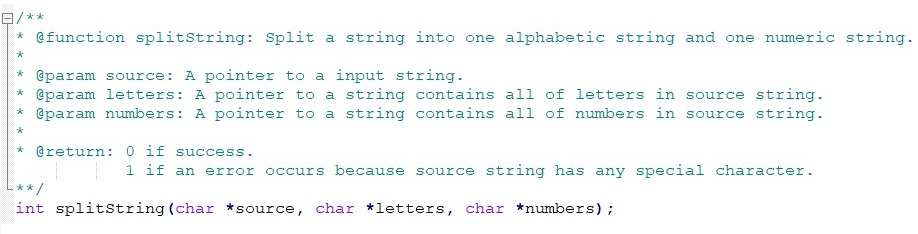 /**
* @function splitString: Split a string into one alphabetic string and one numeric string.
*
* @param source: A pointer to a input string.
* @param letters: A pointer to a string contains all of letters in source string.
* @param numbers: A pointer to a string contains all of numbers in source string.
*
* @return: 0 if success.
1 if an error occurs because source string has any special character.
**/
int splitString(char *source, char *letters, char *numbers);